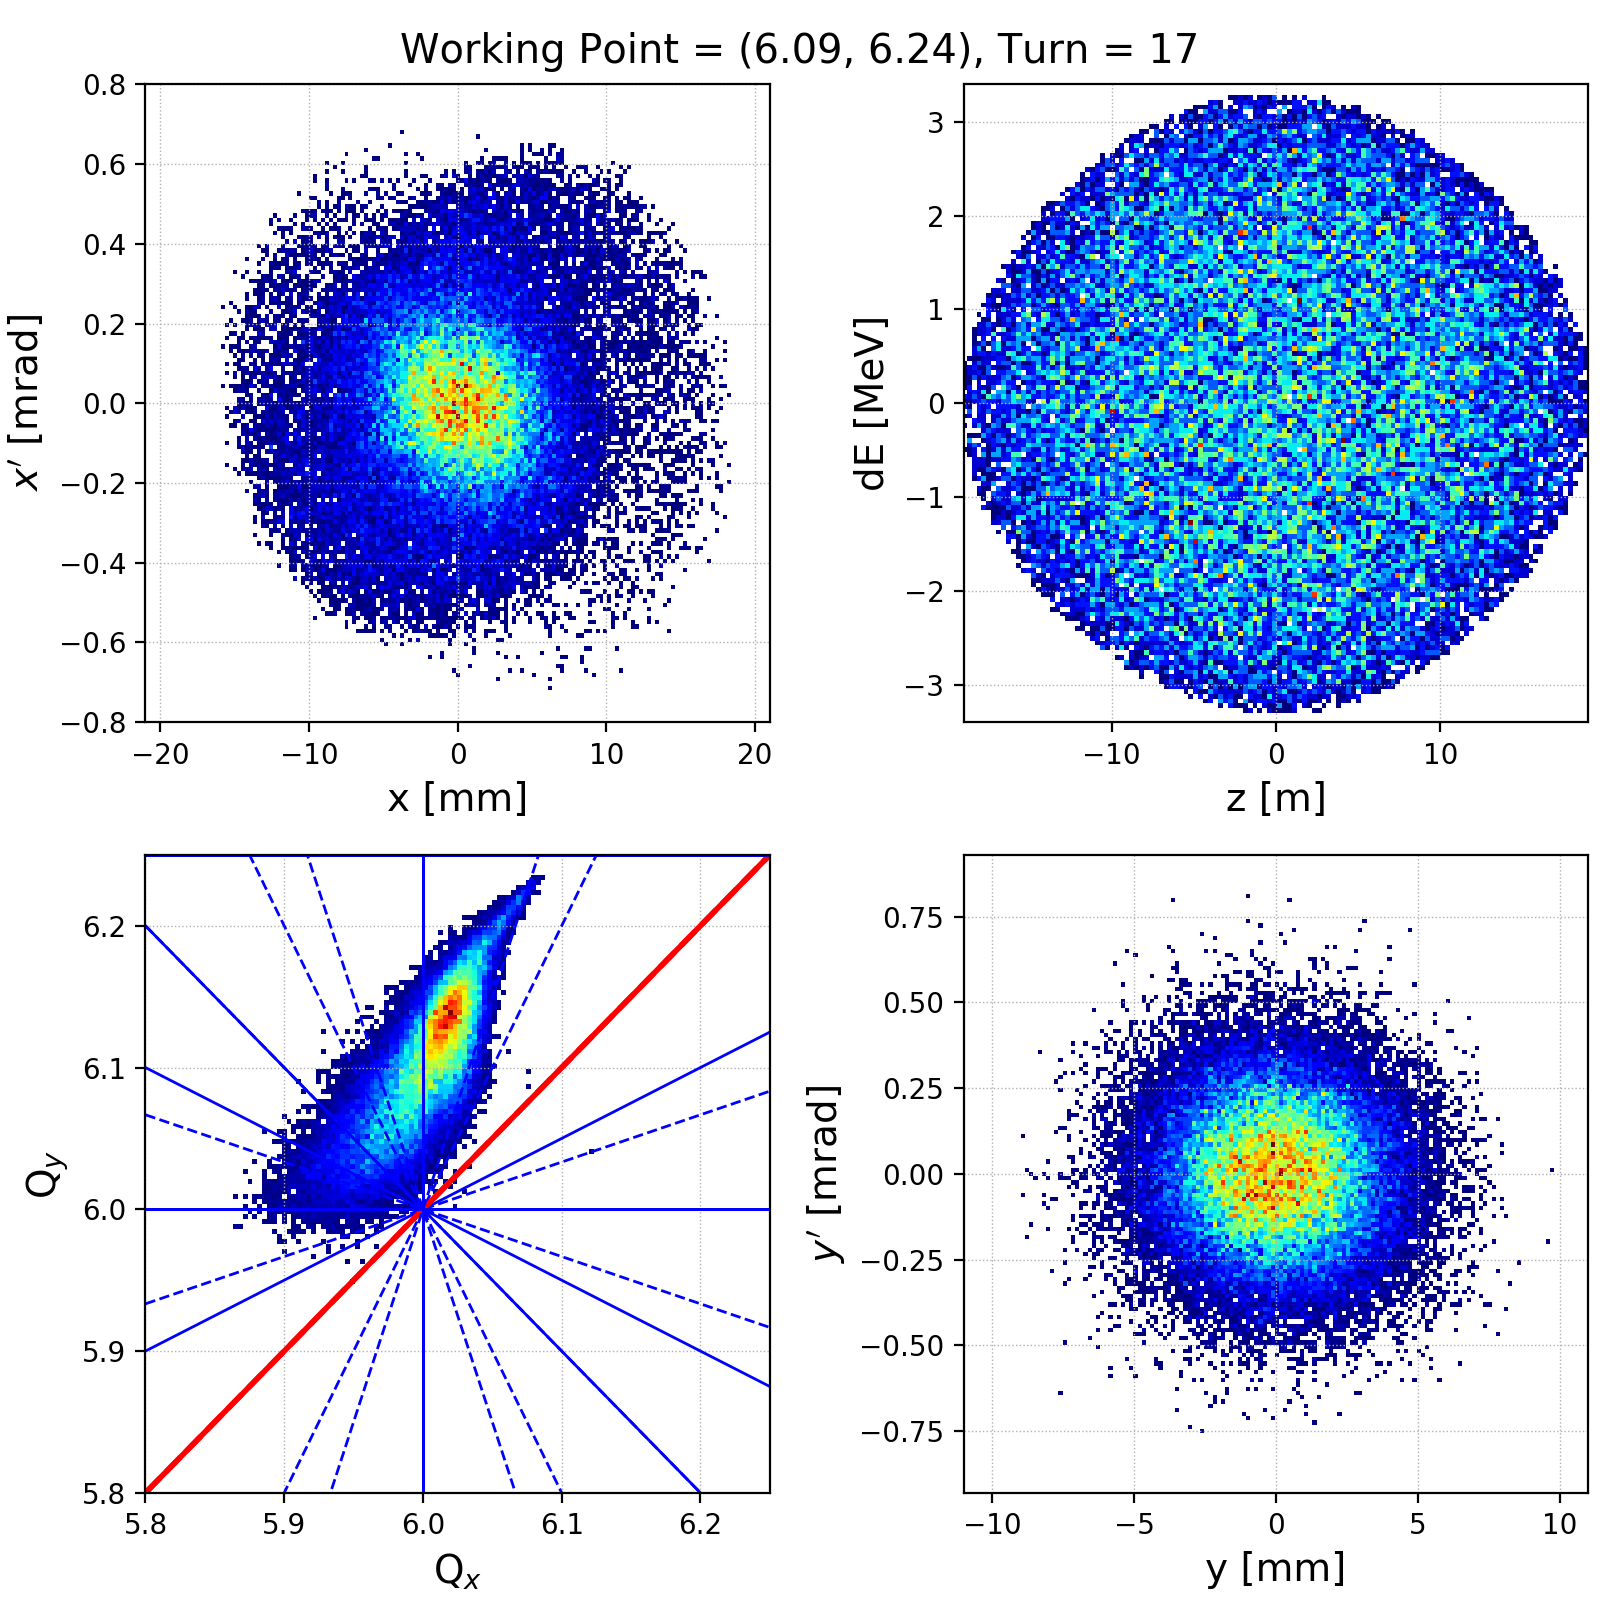 Working Point = (6.09, 6.24), Turn = 17
0.8
0.6
0.4
0.2
0.0
−0.2
−0.4
−0.6
−0.8
x′ [mrad]
−20 −10 0 10 20
x [mm]
3
2
1
0
−1
−2
−3
dE [MeV]
−10 0 10
z [m]
6.2
6.1
6.0
5.9
5.8
Qy
5.8 5.9 6.0 6.1 6.2
Qx
0.75
0.50
0.25
0.00
−0.25
−0.50
−0.75
y′ [mrad]
−10 −5 0 5 10
y [mm]